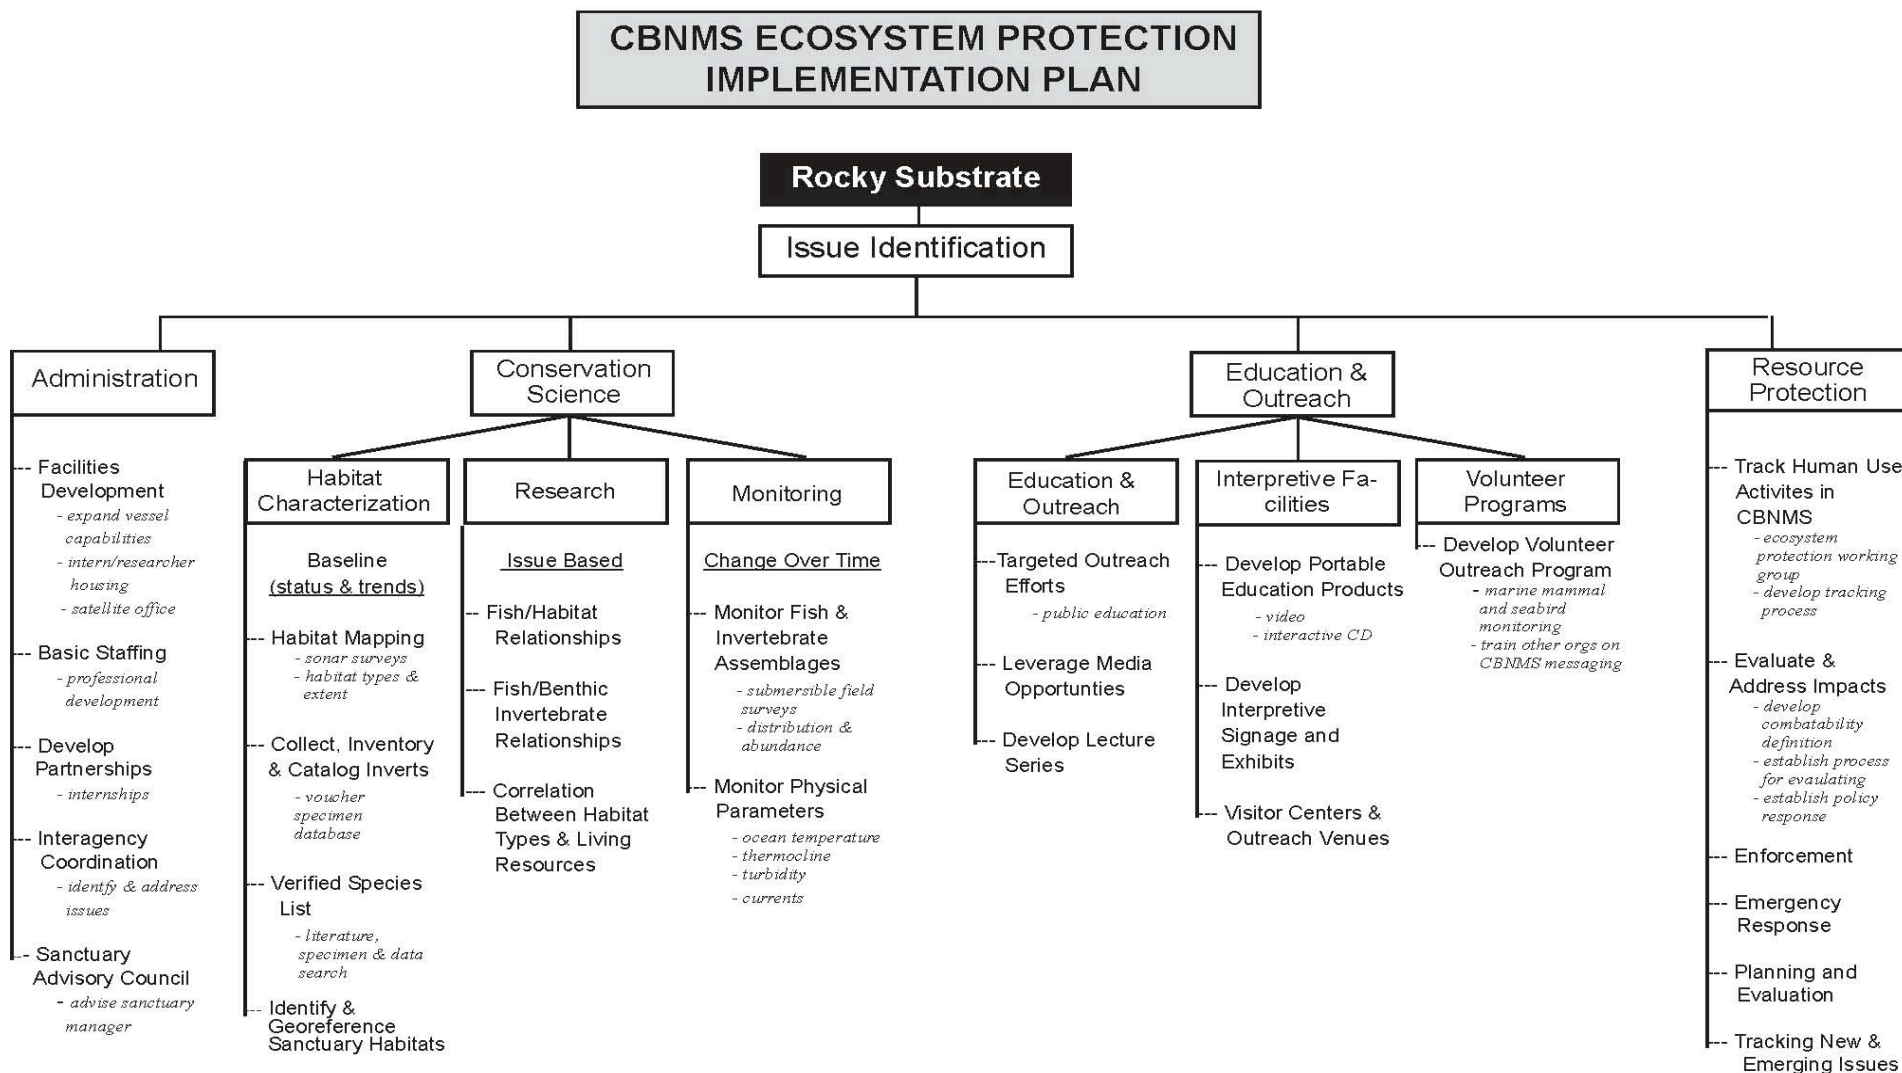 CBNMS ECOSYSTEM PROTECTION
IMPLEMENTATION PLAN
Rocky Substrate
Issue Identification
Administration
--- Facilities
Development
- expand vessel
capabilities
- intern/researcher
housing
- satellite office
--- Basic Staffing
- professional
development
--- Develop
Partnerships
- internships
--- Interagency
Coordination
- identfy & address
issues
--- Sanctuary
Advisory Council
- advise sanctuary
manager
Conservation
Science
Habitat
Characterization
Baseline
(status & trends)
--- Habitat Mapping
- sonar surveys
- habitat types &
extent
--- Collect, Inventory
& Catalog Inverts
- voucher
specimen
database
--- Verified Species
List
- literature,
specimen & data
search
--- Identify &
Georeference
Sanctuary Habitats
Research
Issue Based
--- Fish/Habitat
Relationships
--- Fish/Benthic
Invertebrate
Relationships
--- Correlation
Between Habitat
Types & Living
Resources
Monitoring
Change Over Time
--- Monitor Fish &
Invertebrate
Assemblages
- submersible field
surveys
- distribution &
abundance
--- Monitor Physical
Parameters
- ocean temperature
- thermocline
- turbidity
- currents
Education &
Outreach
Education &
Outreach
---Targeted Outreach
Efforts
- public education
--- Leverage Media
Opportunties
--- Develop Lecture
Series
Interpretive Fa-
cilities
--- Develop Portable
Education Products
- video
- interactive CD
--- Develop
Interpretive
Signage and
Exhibits
--- Visitor Centers &
Outreach Venues
Volunteer
Programs
--- Develop Volunteer
Outreach Program
- marine mammal
and seabird
monitoring
- train other orgs on
CBNMS messaging
Resource
Protection
--- Track Human Use
Activites in
CBNMS
- ecosystem
protection working
group
- develop tracking
process
--- Evaluate &
Address Impacts
- develop
combatability
definition
- establish process
for evaulating
- establish policy
response
--- Enforcement
--- Emergency
Response
--- Planning and
Evaluation
--- Tracking New &
Emerging Issues